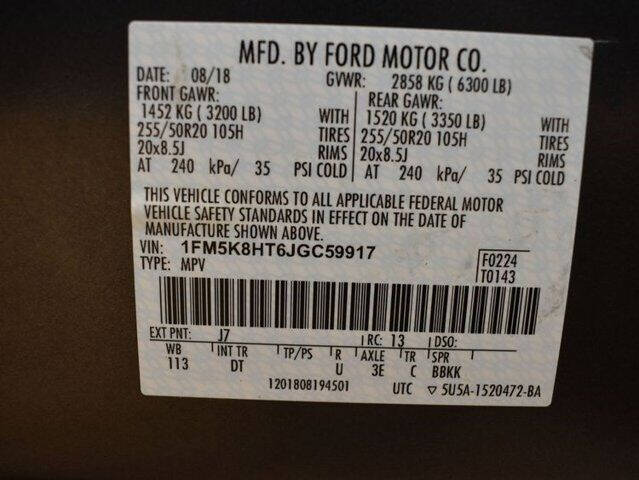 MFD. BY FORD MOTOR CO.
DATE: 08/18 GVWR: 2858 KG ( 6300 LB)
FRONT GAWR: REAR GAWR:
1452 KG ( 3200 LB) WITH 1520 KG ( 3350 LB) WITH
255/50R20 105H TIRES 255/50R20 105H TIRES
20x8.5J RIMS 20x8.5J RIMS
AT 240 kPa/ 35 PSI COLD AT 240 kPa/ 35 PSI COLD
THIS VEHICLE CONFORMS TO ALL APPLICABLE FEDERAL MOTOR
VEHICLE SAFETY STANDARDS IN EFFECT ON THE DATE OF
MANUFACTURE SHOWN ABOVE.
VIN: 1FM5K8HT6JGC59917 F0224
TYPE: MPV T0143
EXT PNT: J7 RC: 13 DSO:
WB INT TR TP/PS R AXLE TR SPR
113 DT U 3E C BBKK
1201808194501 UTC ▽ 5U5A-1520472-BA